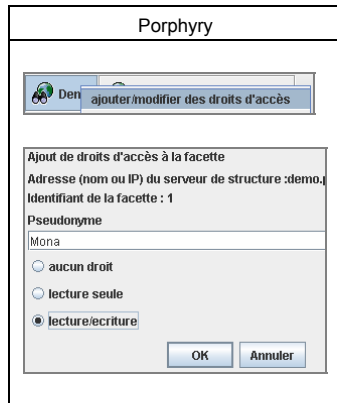 Porphyry
ajouter/modifier des droits d'accès
Ajout de droits d'accès à la facette
Adresse (nom ou IP) du serveur de structure :demo.
Identifiant de la facette : 1
Pseudonyme
Mona
aucun droit
lecture seule
lecture/ecriture
OK Annuler